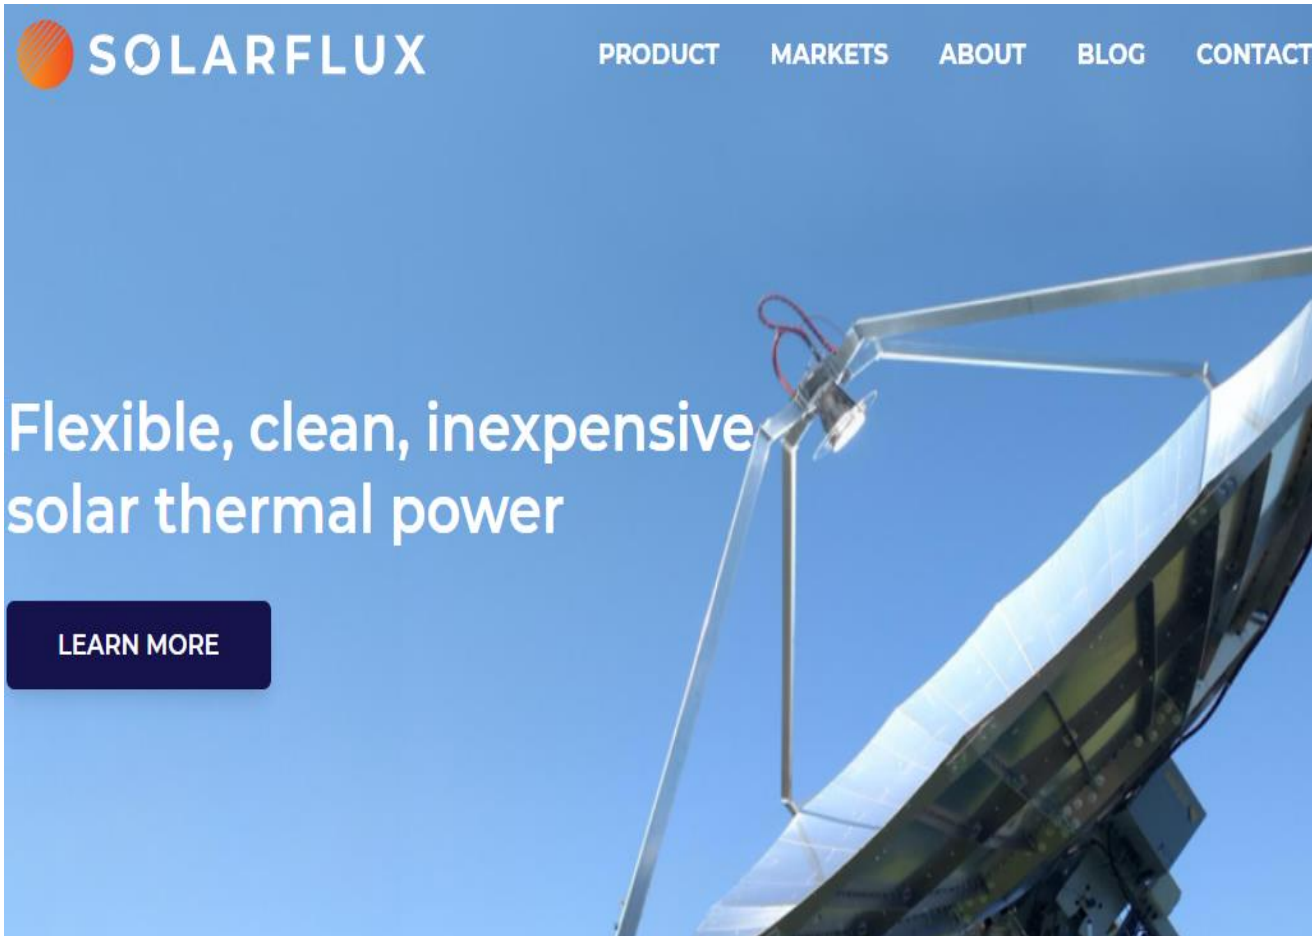 SOLARFLUX
PRODUCT MARKETS ABOUT BLOG CONTACT
Flexible, clean, inexpensive
solar thermal power
LEARN MORE